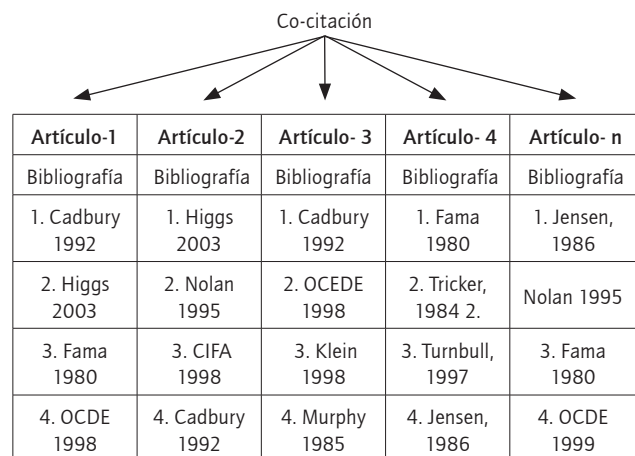 Co-citación
Artículo-1 Artículo-2 Artículo- 3 Artículo- 4 Artículo- n
Bibliografía Bibliografía Bibliografía Bibliografía Bibliografía
1. Cadbury 1. Higgs 1. Cadbury 1. Fama 1. Jensen,
1992 2003 1992 1980 1986
2. Higgs 2. Nolan 2. OCEDE 2. Tricker, Nolan 1995
2003 1995 1998 1984 2.
3. Fama 3. CIFA 3. Klein 3. Turnbull, 3. Fama
1980 1998 1998 1997 1980
4. OCDE 4. Cadbury 4. Murphy 4. Jensen, 4. OCDE
1998 1992 1985 1986 1999